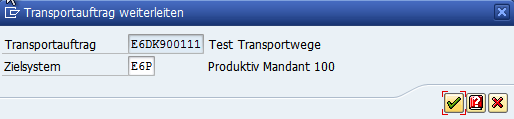 Transportauftrag weiterleiten
Transportauftrag E6DK900111 Test Transportwege
Zielsystem E6P Produktiv Mandant 100